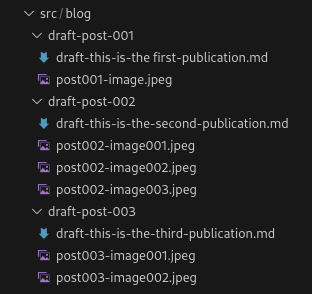 src/blog
draft-post-001
draft-this-is-the first-publication.md
post001-image.jpeg
draft-post-002
draft-this-is-the-second-publication.md
post002-image001.jpeg
post002-image002.jpeg
post002-image003.jpeg
draft-post-003
draft-this-is-the-third-publication.md
post003-image001.jpeg
post003-image002.jpeg